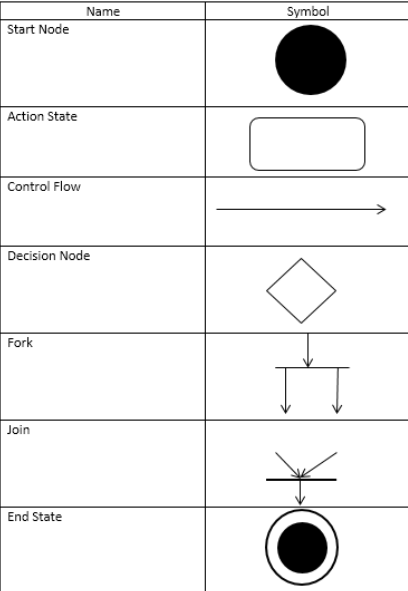 Name
Symbol
Start Node
Action State
Control Flow
Decision Node
Fork
Join
End State